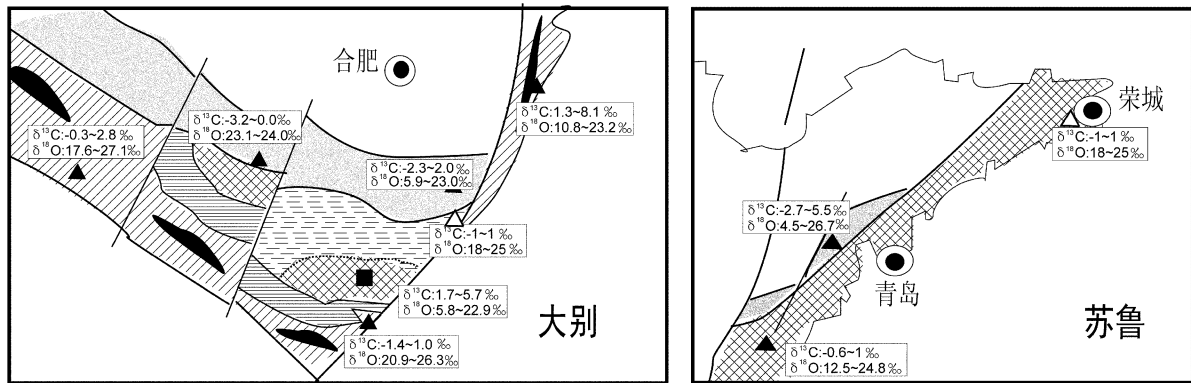 合肥
δ¹³C:-0.3~2.8 ‰
δ¹⁸O:17.6~27.1‰
δ¹³C:-3.2~0.0‰
δ¹⁸O:23.1~24.0‰
δ¹³C:1.3~8.1 ‰
δ¹⁸O:10.8~23.2 ‰
δ¹³C:-2.3~2.0 ‰
δ¹⁸O:5.9~23.0‰
δ¹³C:-1~1 ‰
δ¹⁸O:18~25 ‰
δ¹³C:1.7~5.7 ‰
δ¹⁸O:5.8~22.9‰
δ¹³C:-1.4~1.0 ‰
δ¹⁸O:20.9~26.3‰
大别
荣城
δ¹³C:-1~1 ‰
δ¹⁸O:18~25 ‰
δ¹³C:-2.7~5.5 ‰
δ¹⁸O:4.5~26.7‰
青岛
δ¹³C:-0.6~1 ‰
δ¹⁸O:12.5~24.8 ‰
苏鲁